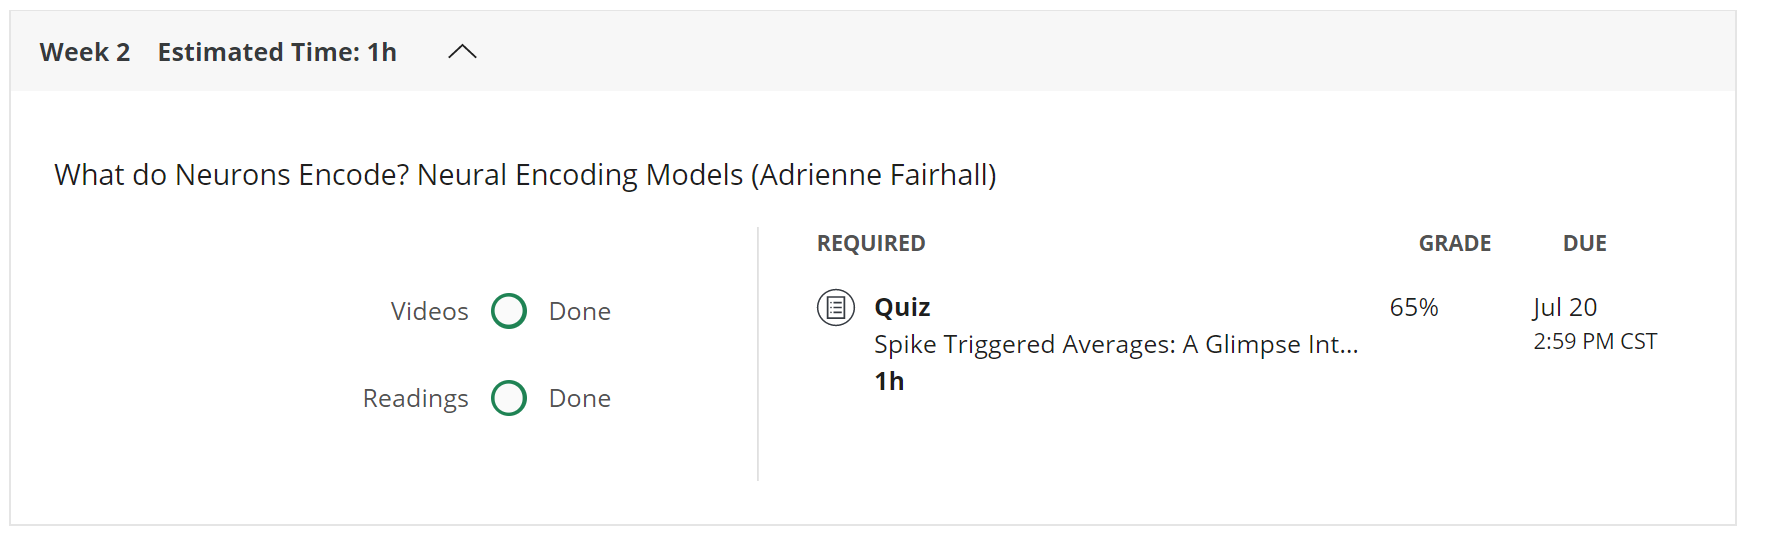 Week 2 Estimated Time: 1h
What do Neurons Encode? Neural Encoding Models (Adrienne Fairhall)
Videos Done
Readings Done
REQUIRED GRADE DUE
Quiz 65% Jul 20
Spike Triggered Averages: A Glimpse Int... 2:59 PM CST
1h